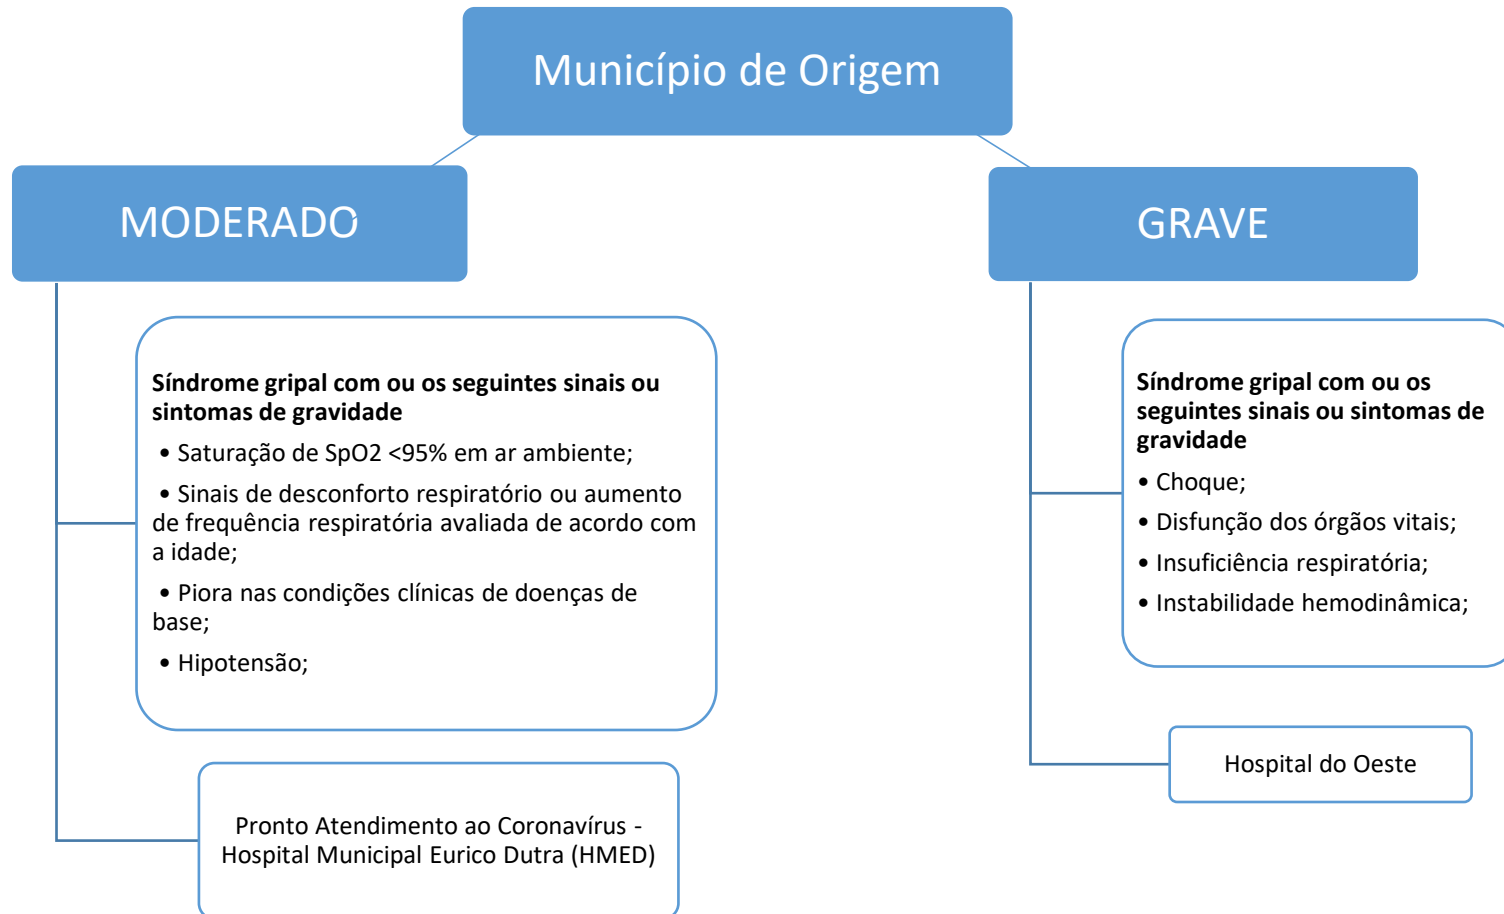 Município de Origem
MODERADO
Síndrome gripal com ou os seguintes sinais ou
sintomas de gravidade
• Saturação de SpO2 <95% em ar ambiente;
• Sinais de desconforto respiratório ou aumento
de frequência respiratória avaliada de acordo com
a idade;
• Piora nas condições clínicas de doenças de
base;
• Hipotensão;
Pronto Atendimento ao Coronavírus -
Hospital Municipal Eurico Dutra (HMED)
GRAVE
Síndrome gripal com ou os
seguintes sinais ou sintomas de
gravidade
• Choque;
• Disfunção dos órgãos vitais;
• Insuficiência respiratória;
• Instabilidade hemodinâmica;
Hospital do Oeste